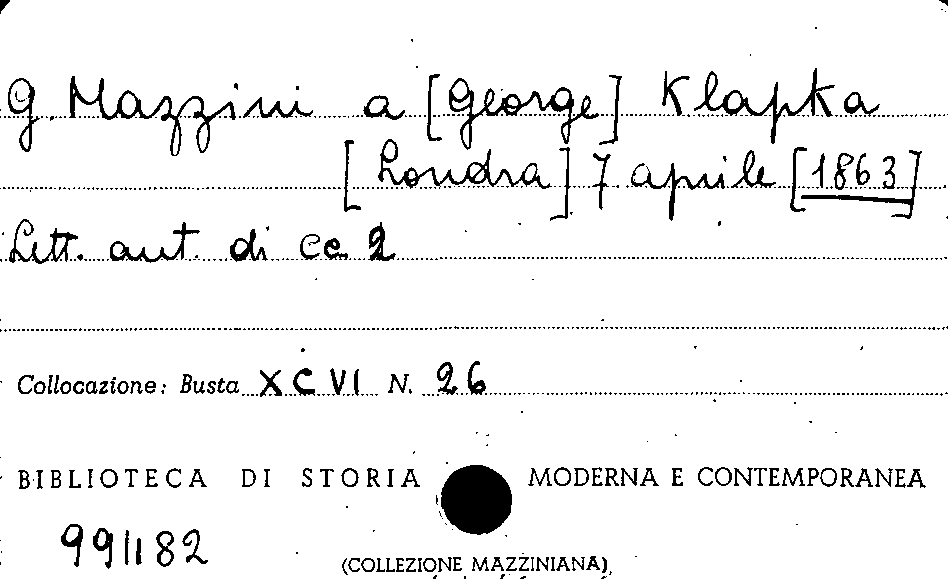 G. Mazzini a [George] Klapka
[Londra] 7 aprile [1863]
Lett. aut. di cc. 2
Collocazione: Busta XCVI N. 26
BIBLIOTECA DI STORIA MODERNA E CONTEMPORANEA
(COLLEZIONE MAZZINIANA)